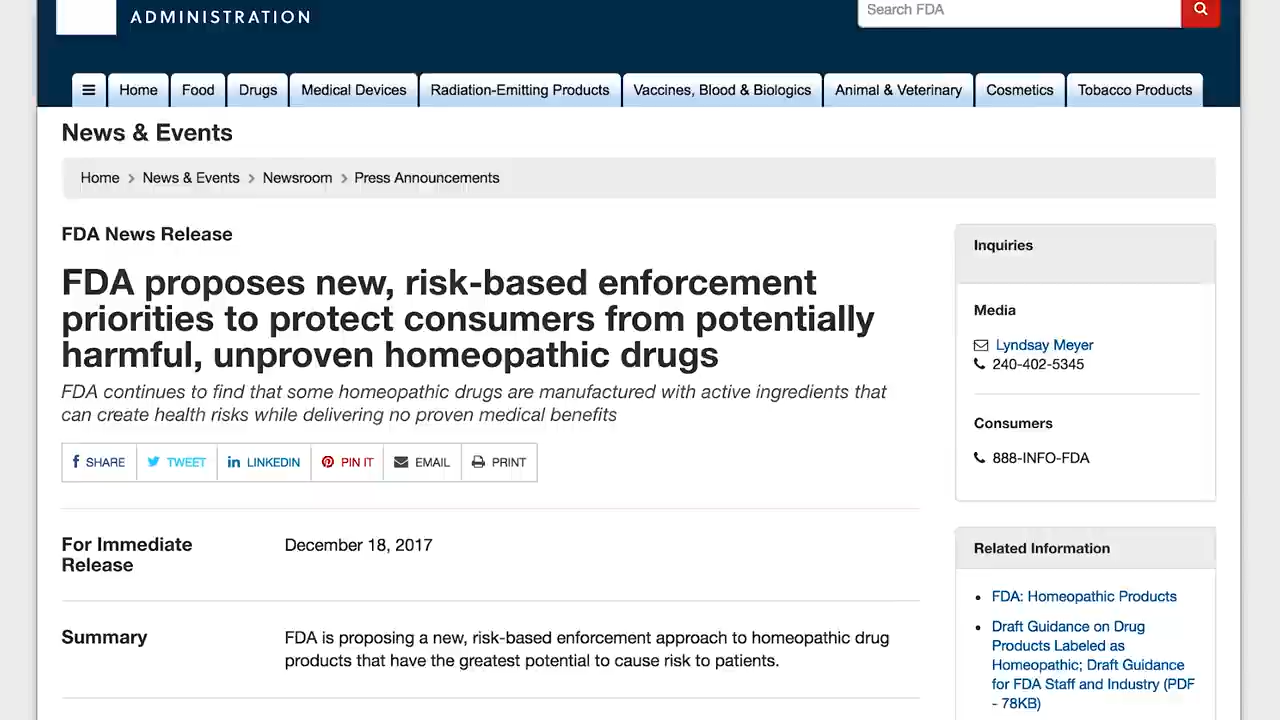 ADMINISTRATION
Search FDA
Home Food Drugs Medical Devices Radiation-Emitting Products Vaccines, Blood & Biologics Animal & Veterinary Cosmetics Tobacco Products
News & Events
Home > News & Events > Newsroom > Press Announcements
FDA News Release
FDA proposes new, risk-based enforcement
priorities to protect consumers from potentially
harmful, unproven homeopathic drugs
FDA continues to find that some homeopathic drugs are manufactured with active ingredients that
can create health risks while delivering no proven medical benefits
f SHARE TWEET in LINKEDIN PIN IT EMAIL PRINT
For Immediate
Release
December 18, 2017
Summary
FDA is proposing a new, risk-based enforcement approach to homeopathic drug
products that have the greatest potential to cause risk to patients.
Inquiries
Media
Lyndsay Meyer
240-402-5345
Consumers
888-INFO-FDA
Related Information
• FDA: Homeopathic Products
• Draft Guidance on Drug
Products Labeled as
Homeopathic; Draft Guidance
for FDA Staff and Industry (PDF
- 78KB)